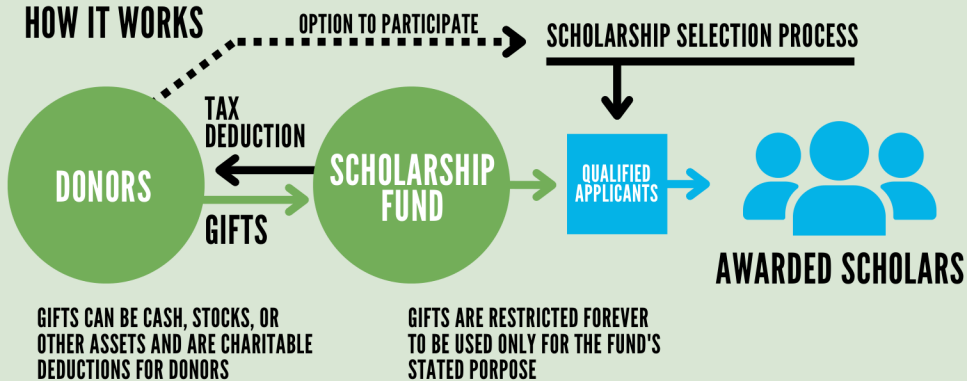 HOW IT WORKS
OPTION TO PARTICIPATE
SCHOLARSHIP SELECTION PROCESS
TAX
DEDUCTION
DONORS
SCHOLARSHIP
FUND
QUALIFIED
APPLICANTS
GIFTS
AWARDED SCHOLARS
GIFTS CAN BE CASH, STOCKS, OR
OTHER ASSETS AND ARE CHARITABLE
DEDUCTIONS FOR DONORS
GIFTS ARE RESTRICTED FOREVER
TO BE USED ONLY FOR THE FUND'S
STATED PORPOSE